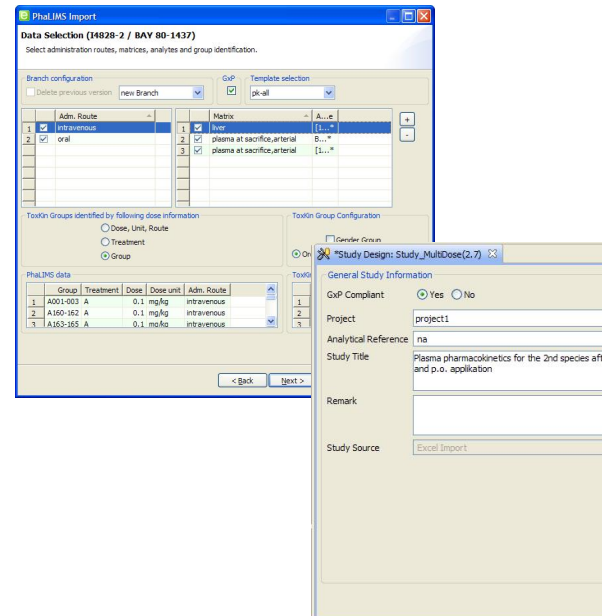 PhaLIMS Import
Data Selection (I4828-2 / BAY 80-1437)
Select administration routes, matrices, analytes and group identification.
Branch configuration
GxP
Template selection
Delete previous version
new Branch
pk-all
Adm. Route
1 intravenous
2 oral
Matrix A...e
1 liver [1...*
2 plasma at sacrifice,arterial B...*
3 plasma at sacrifice,arterial [1...*
+
-
ToxKin Groups identified by following dose information
Dose, Unit, Route
Treatment
Group
ToxKin Group Configuration
Gender Group
PhaLIMS data
Group Treatment Dose Dose unit Adm. Route
1 A001-003 A 0.1 mg/kg intravenous
2 A160-162 A 0.1 mg/kg intravenous
3 A163-165 A 0.1 mg/kg intravenous
1
2
3
< Back
Next >
*Study Design: Study_MultiDose(2.7)
General Study Information
GxP Compliant Yes No
Project project1
Analytical Reference na
Study Title Plasma pharmacokinetics for the 2nd species aft
and p.o. applikation
Remark
Study Source Excel Import